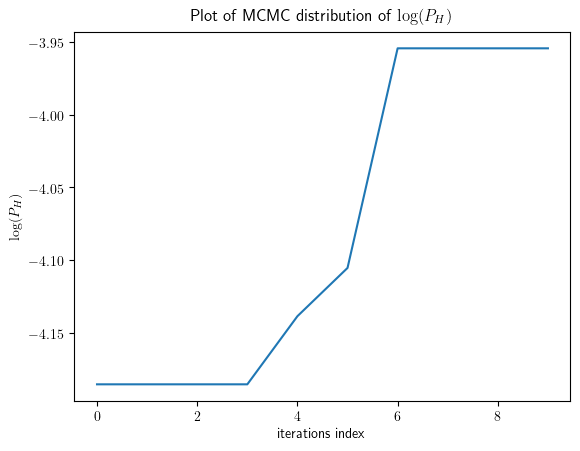 Plot of MCMC distribution of log(P_H)
−3.95
−4.00
−4.05
−4.10
−4.15
log(P_H)
0 2 4 6 8
iterations index